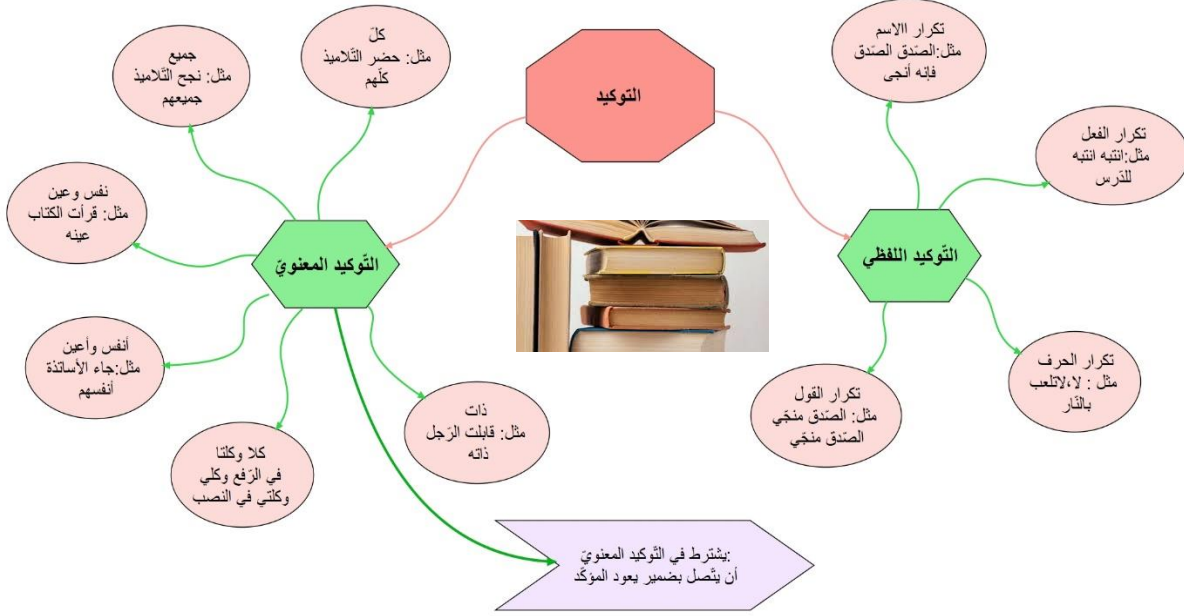 التوكيد
التّوكيد اللفظي
تكرار االاسم
مثل:الصّدق الصّدق
فإنه أنجى
تكرار الفعل
مثل:انتبه انتبه
للدّرس
تكرار الحرف
مثل : لا،لاتلعب
بالنّار
تكرار القول
مثل: الصّدق منجّي
الصّدق منجّي
التّوكيد المعنويّ
كلّ
مثل: حضر التّلاميذ
كلّهم
جميع
مثل: نجح التّلاميذ
جميعهم
نفس وعين
مثل: قرأت الكتاب
عينه
أنفس وأعين
مثل:جاء الأساتذة
أنفسهم
كلا وكلتا
في الرّفع وكلي
وكلتي في النصب
ذات
مثل: قابلت الرّجل
ذاته
:يشترط في التّوكيد المعنويّ
أن يتّصل بضمير يعود المؤكّد